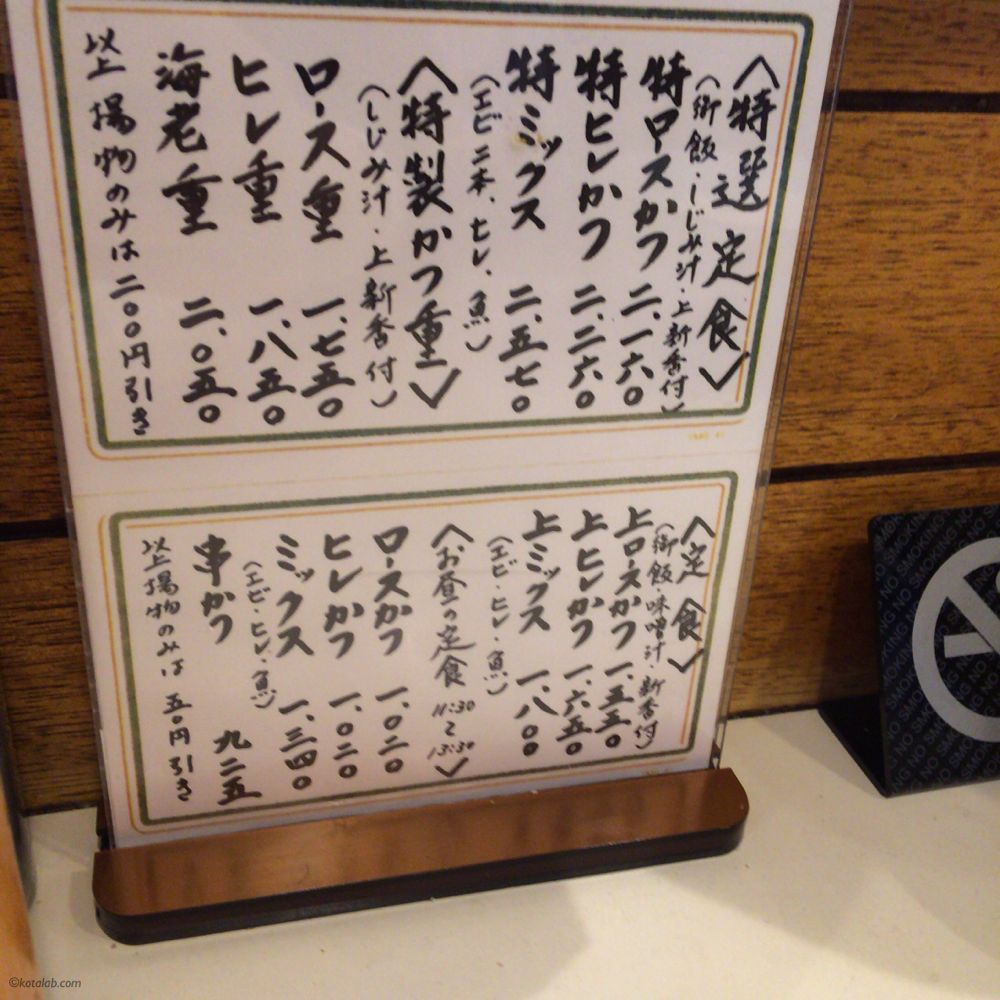 〈特選定食〉
(御飯・しじみ汁・上新香付)
特ロースかつ 二、一六〇
特ヒレかつ 二、二六〇
特ミックス 二、五七〇
(エビ二本、ヒレ、魚)
〈特製かつ重〉
(しじみ汁・上新香付)
ロース重 一、七五〇
ヒレ重 一、八五〇
海老重 二、〇五〇
以上揚物のみは二〇〇円引き
〈定食〉
(御飯・味噌汁・新香付)
上ロースかつ 一、五五〇
上ヒレかつ 一、六五〇
上ミックス 一、八〇〇
(エビ・ヒレ・魚)
〈お昼の定食 11:30~13:30〉
ロースかつ 一、〇二〇
ヒレかつ 一、〇二〇
ミックス 一、三四〇
(エビ・ヒレ・魚)
串かつ 九二五
以上揚物のみは 五〇円引き
NO SMOKING NO SMOKING
©kotalab.com